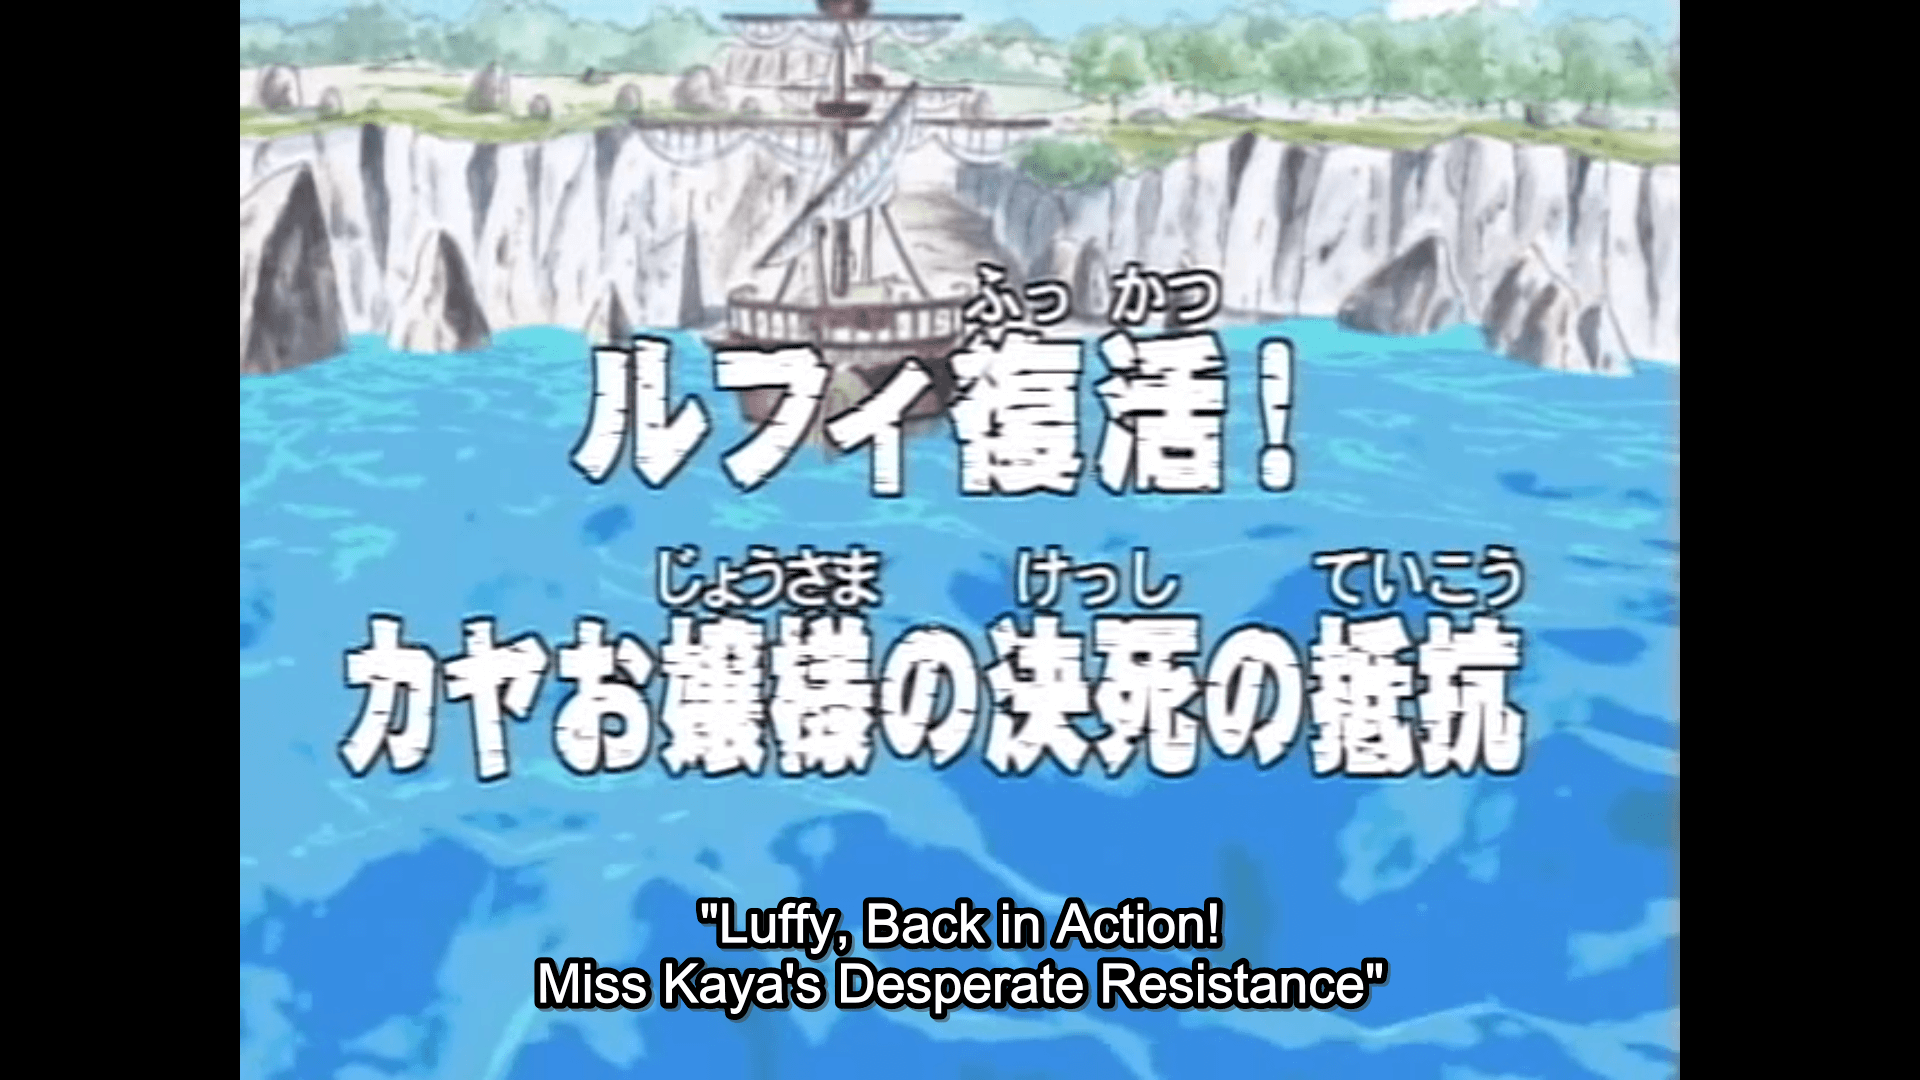 ふっかつ
ルフィ復活!
じょうさま けっし ていこう
カヤお嬢様の決死の抵抗
"Luffy, Back in Action!
Miss Kaya's Desperate Resistance"